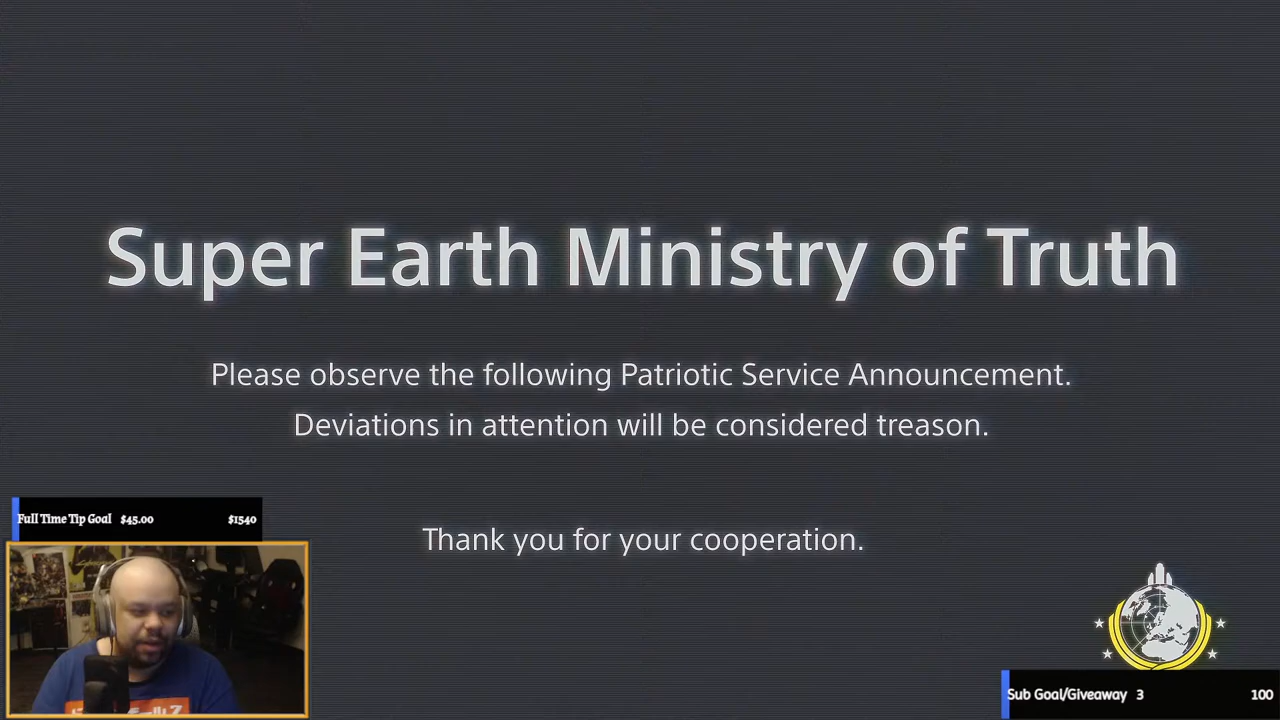 Super Earth Ministry of Truth
Please observe the following Patriotic Service Announcement.
Deviations in attention will be considered treason.
Thank you for your cooperation.
Full Time Tip Goal $45.00 $1540
Sub Goal/Giveaway 3 100